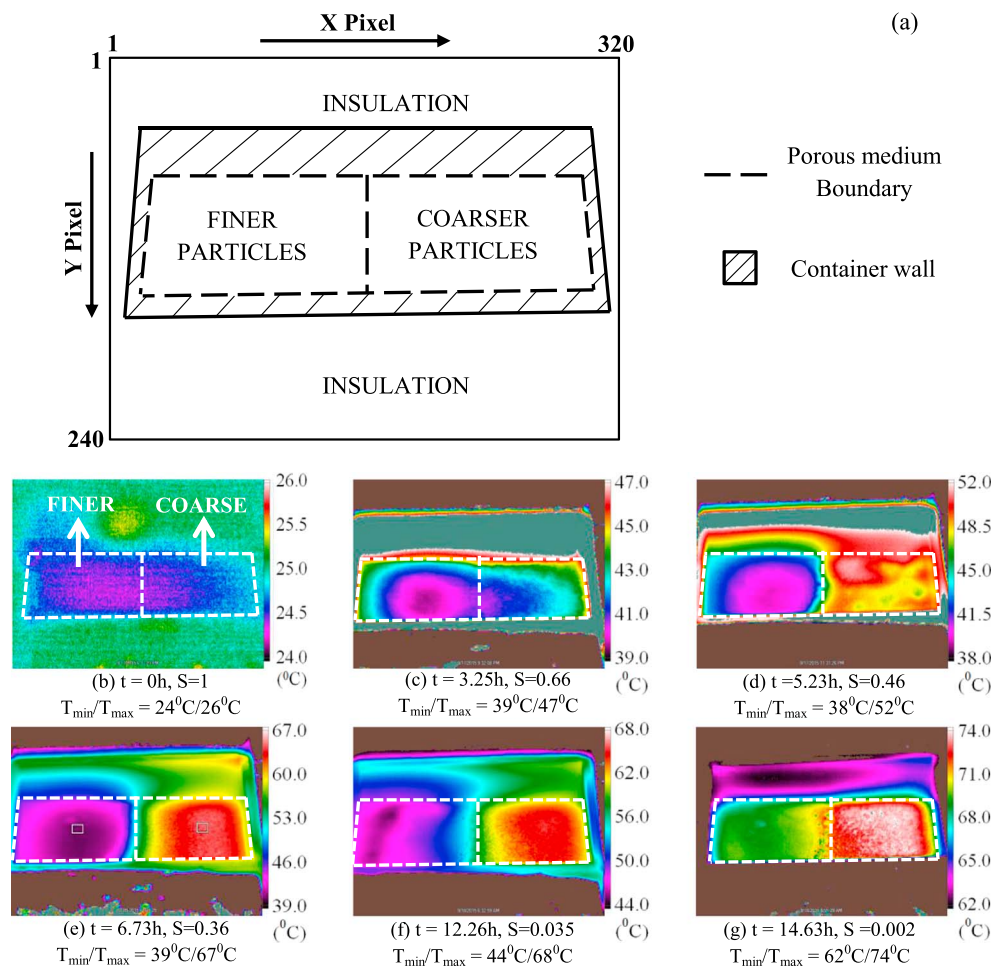 X Pixel
(a)
1
320
1
INSULATION
Y Pixel
FINER
PARTICLES
COARSER
PARTICLES
INSULATION
240
Porous medium
Boundary
Container wall
FINER
COARSE
26.0
25.5
25.0
24.5
24.0
(⁰C)
(b) t = 0h, S=1
Tmin/Tmax = 24⁰C/26⁰C
47.0
45.0
43.0
41.0
39.0
(⁰C)
(c) t = 3.25h, S=0.66
Tmin/Tmax = 39⁰C/47⁰C
52.0
48.5
45.0
41.5
38.0
(⁰C)
(d) t =5.23h, S=0.46
Tmin/Tmax = 38⁰C/52⁰C
67.0
60.0
53.0
46.0
39.0
(⁰C)
(e) t = 6.73h, S=0.36
Tmin/Tmax = 39⁰C/67⁰C
68.0
62.0
56.0
50.0
44.0
(⁰C)
(f) t = 12.26h, S=0.035
Tmin/Tmax = 44⁰C/68⁰C
74.0
71.0
68.0
65.0
62.0
(⁰C)
(g) t = 14.63h, S=0.002
Tmin/Tmax = 62⁰C/74⁰C